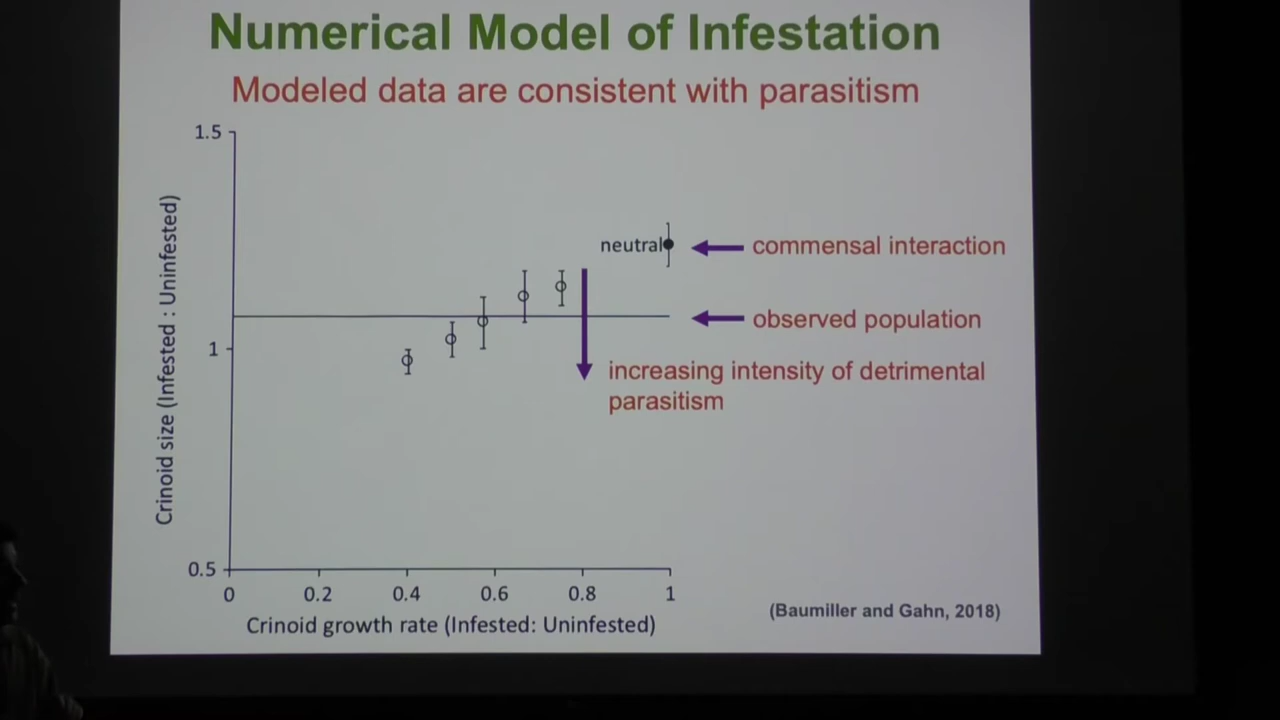 Numerical Model of Infestation
Modeled data are consistent with parasitism
1.5
1
0.5
Crinoid size (Infested : Uninfested)
neutral
commensal interaction
observed population
increasing intensity of detrimental
parasitism
0 0.2 0.4 0.6 0.8 1
Crinoid growth rate (Infested: Uninfested)
(Baumiller and Gahn, 2018)